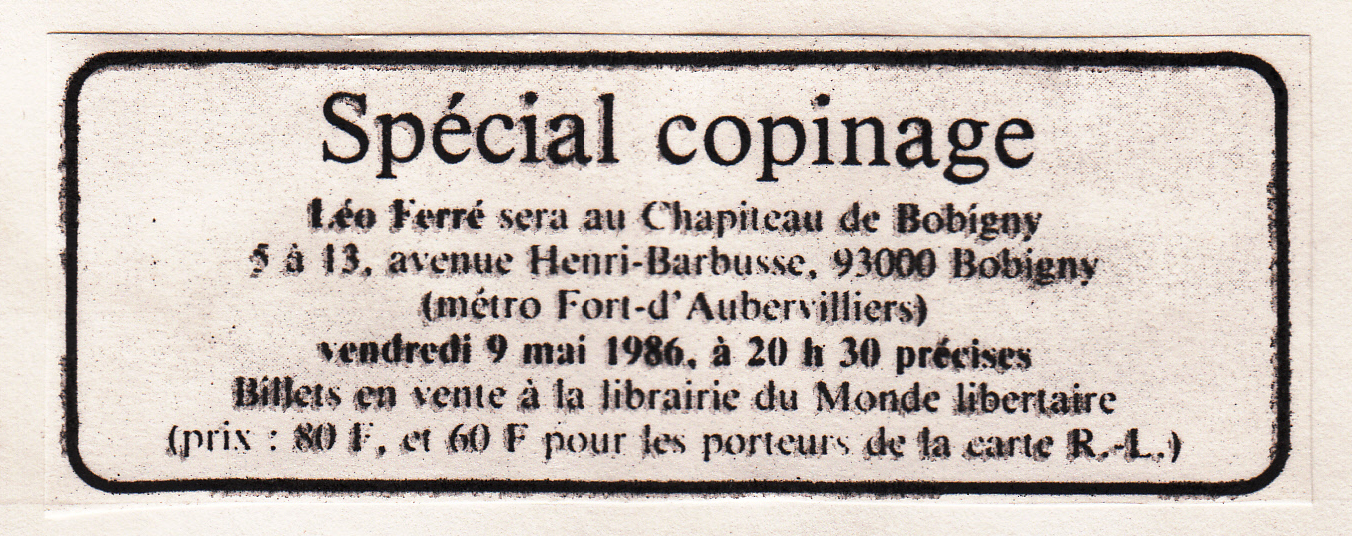 Spécial copinage
Léo Ferré sera au Chapiteau de Bobigny
5 à 13, avenue Henri-Barbusse, 93000 Bobigny
(métro Fort-d'Aubervilliers)
vendredi 9 mai 1986, à 20 h 30 précises
Billets en vente à la librairie du Monde libertaire
(prix : 80 F, et 60 F pour les porteurs de la carte R.-L.)